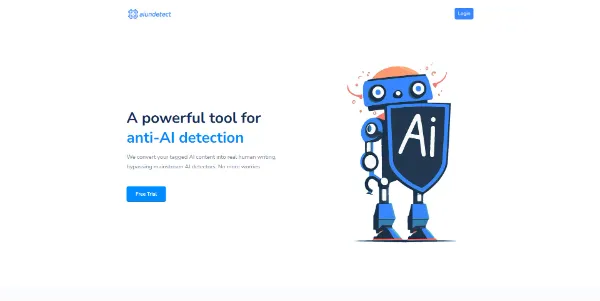 aiundetect
Login
A powerful tool for
anti-AI detection
We convert your tagged AI content into real human writing,
bypassing mainstream AI detectors. No more worries.
Free Trial
Ai